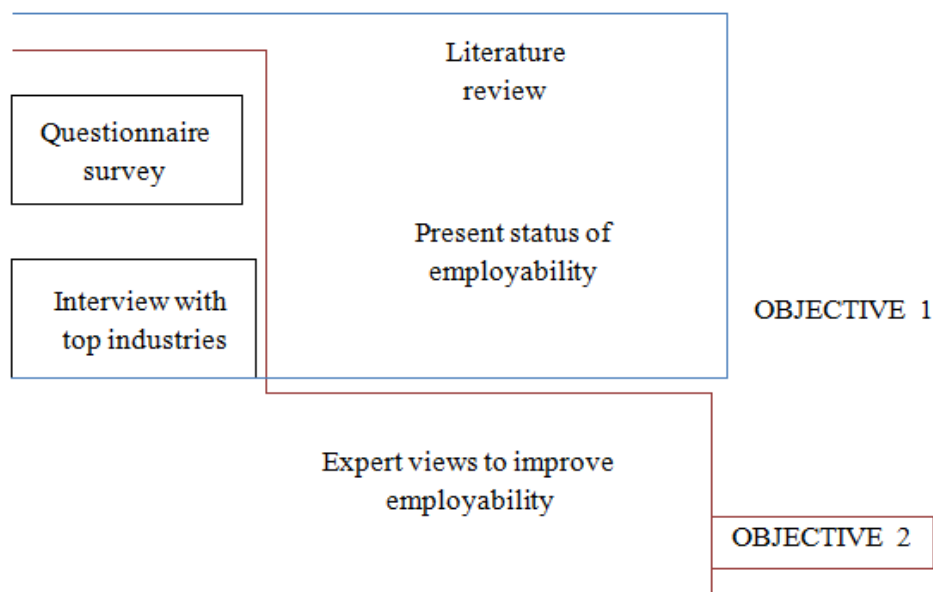 Literature
review
Questionnaire
survey
Present status of
employability
Interview with
top industries
OBJECTIVE 1
Expert views to improve
employability
OBJECTIVE 2